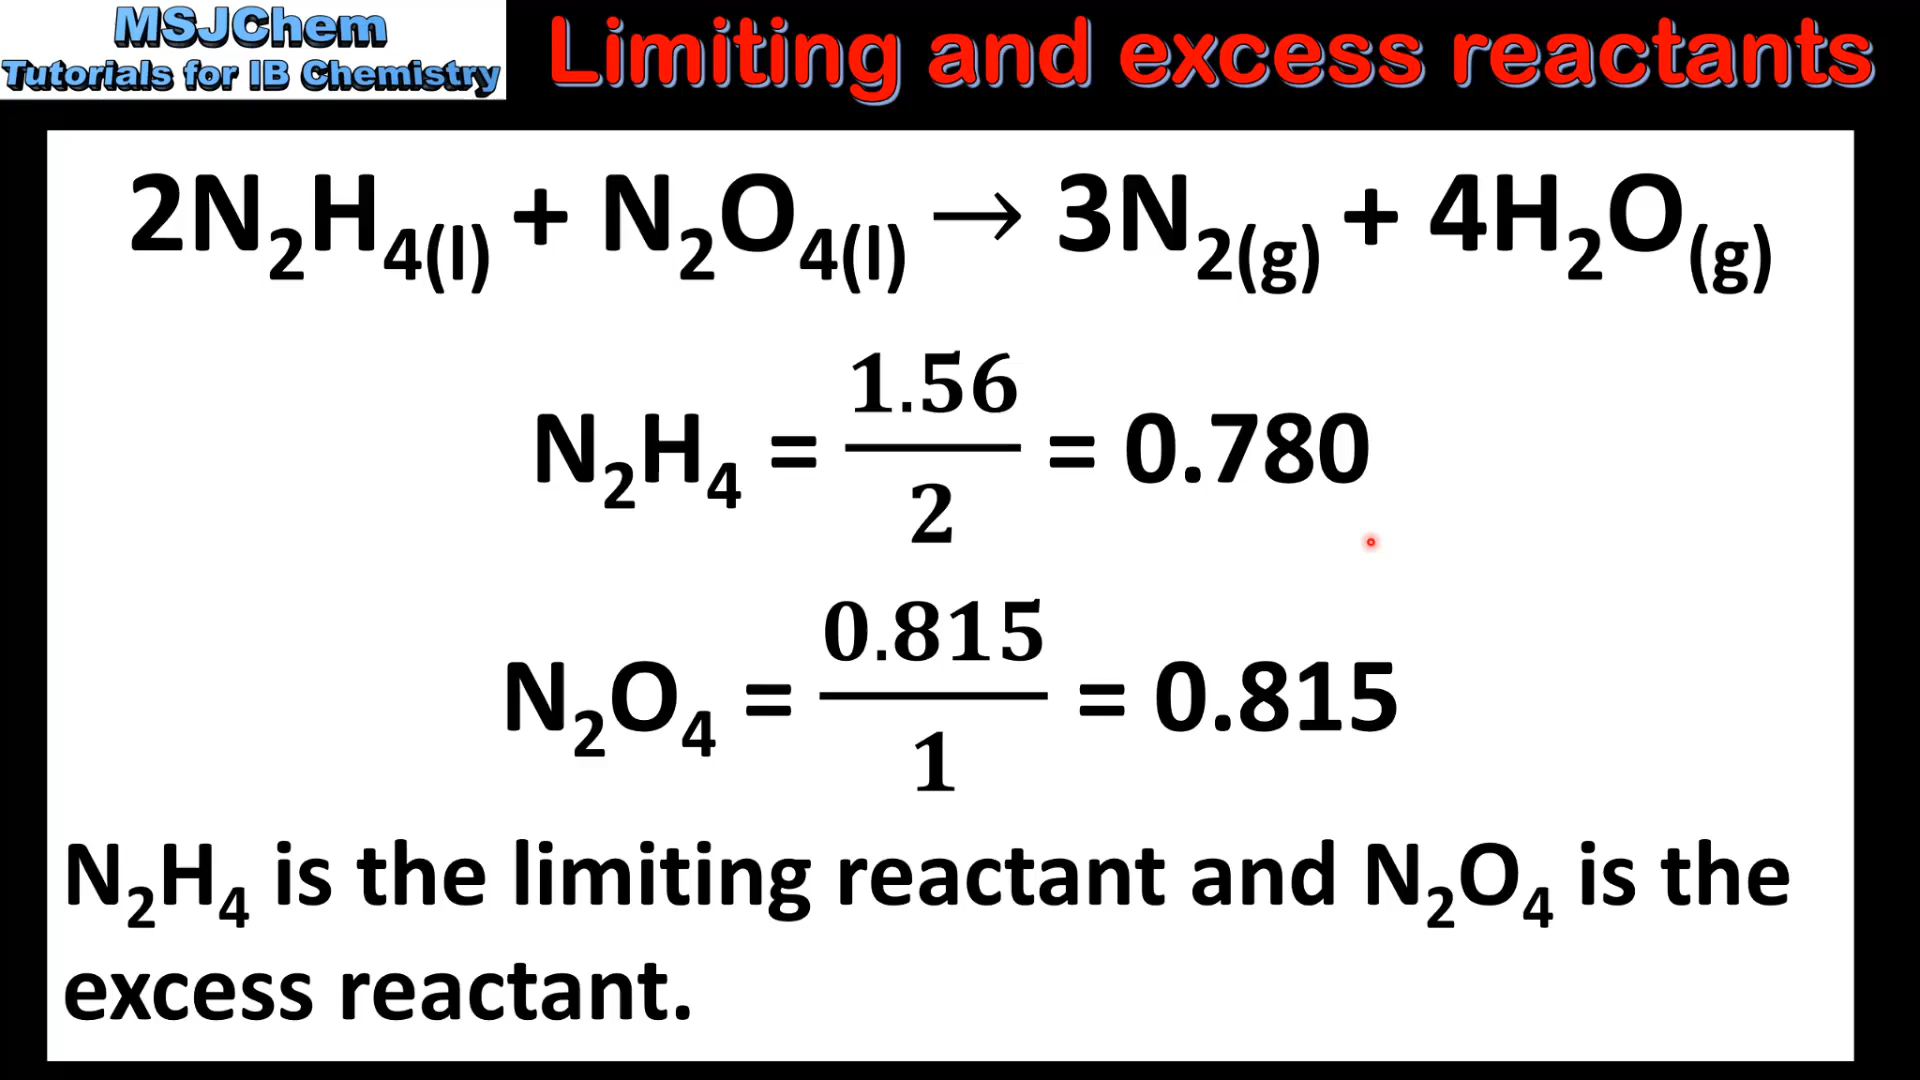 MSJChem
Tutorials for IB Chemistry
Limiting and excess reactants
2N₂H₄₍ₗ₎ + N₂O₄₍ₗ₎ → 3N₂(g) + 4H₂O(g)
N₂H₄ = 1.56/2 = 0.780
N₂O₄ = 0.815/1 = 0.815
N₂H₄ is the limiting reactant and N₂O₄ is the
excess reactant.